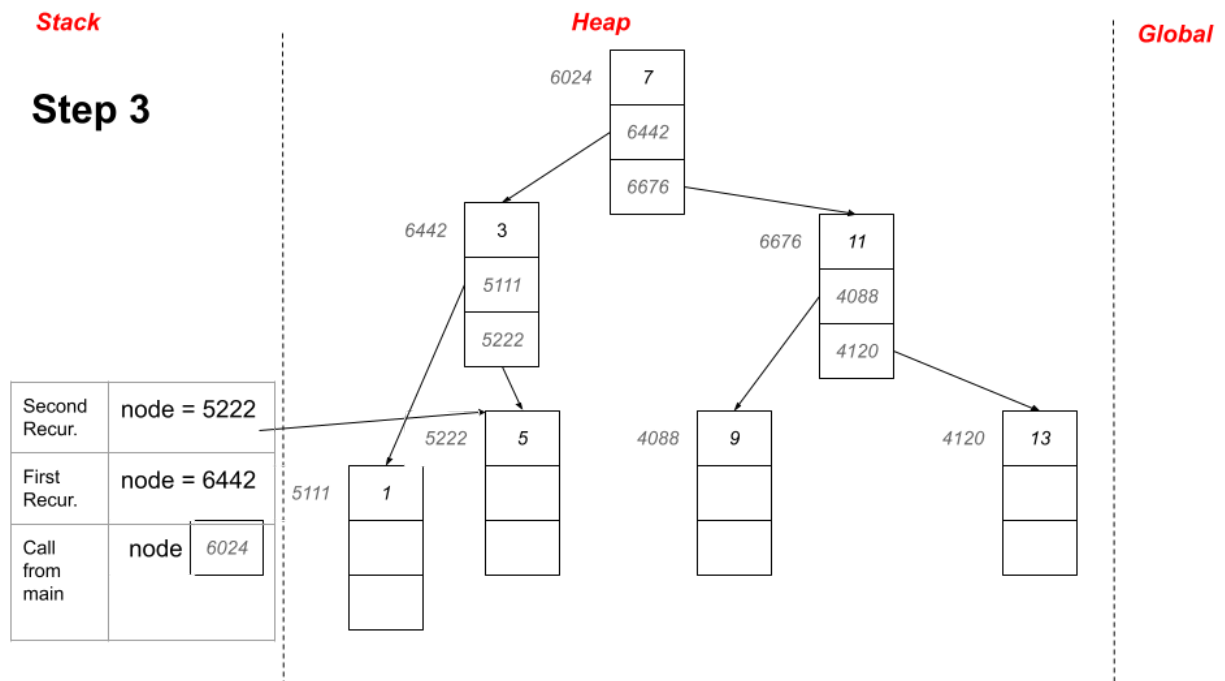 Stack
Heap
Global
Step 3
6024
7
6442
6676
6442
3
5111
5222
6676
11
4088
4120
Second
Recur.
node = 5222
First
Recur.
node = 6442
Call
from
main
node
6024
5111
1
5222
5
4088
9
4120
13